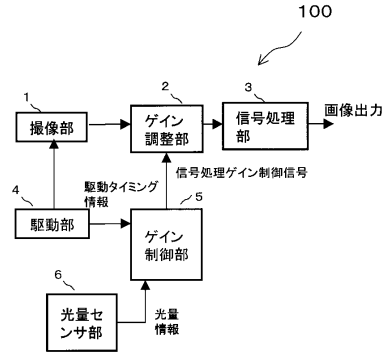 100
1
撮像部
2
ゲイン
調整部
3
信号処理
部
画像出力
4
駆動部
駆動タイミング
情報
信号処理ゲイン制御信号
5
ゲイン
制御部
6
光量セ
ンサ部
光量
情報